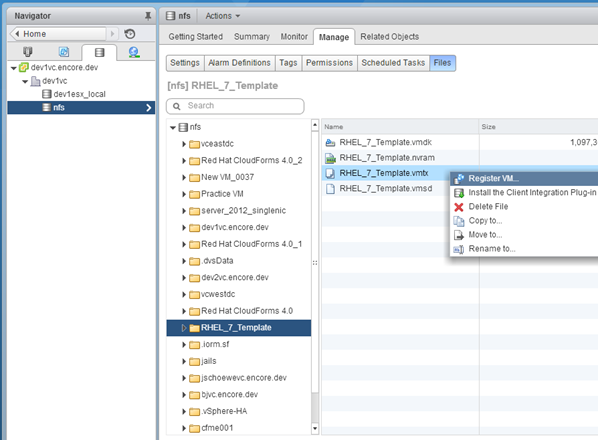 Navigator
Home
dev1vc.encore.dev
dev1vc
dev1esx_local
nfs
nfs Actions
Getting Started Summary Monitor Manage Related Objects
Settings Alarm Definitions Tags Permissions Scheduled Tasks Files
[nfs] RHEL_7_Template
Search
nfs
vceastdc
Red Hat CloudForms 4.0_2
New VM_0037
Practice VM
server_2012_singlenic
dev1vc.encore.dev
Red Hat CloudForms 4.0_1
.dvsData
dev2vc.encore.dev
vcwestdc
Red Hat CloudForms 4.0
RHEL_7_Template
.iorm.sf
jails
jschoewevc.encore.dev
bjvc.encore.dev
.vSphere-HA
cfme001
Name Size
RHEL_7_Template.vmdk 1,097,3
RHEL_7_Template.nvram
RHEL_7_Template.vmtx
RHEL_7_Template.vmsd
Register VM...
Install the Client Integration Plug-in
Delete File
Copy to...
Move to...
Rename to...